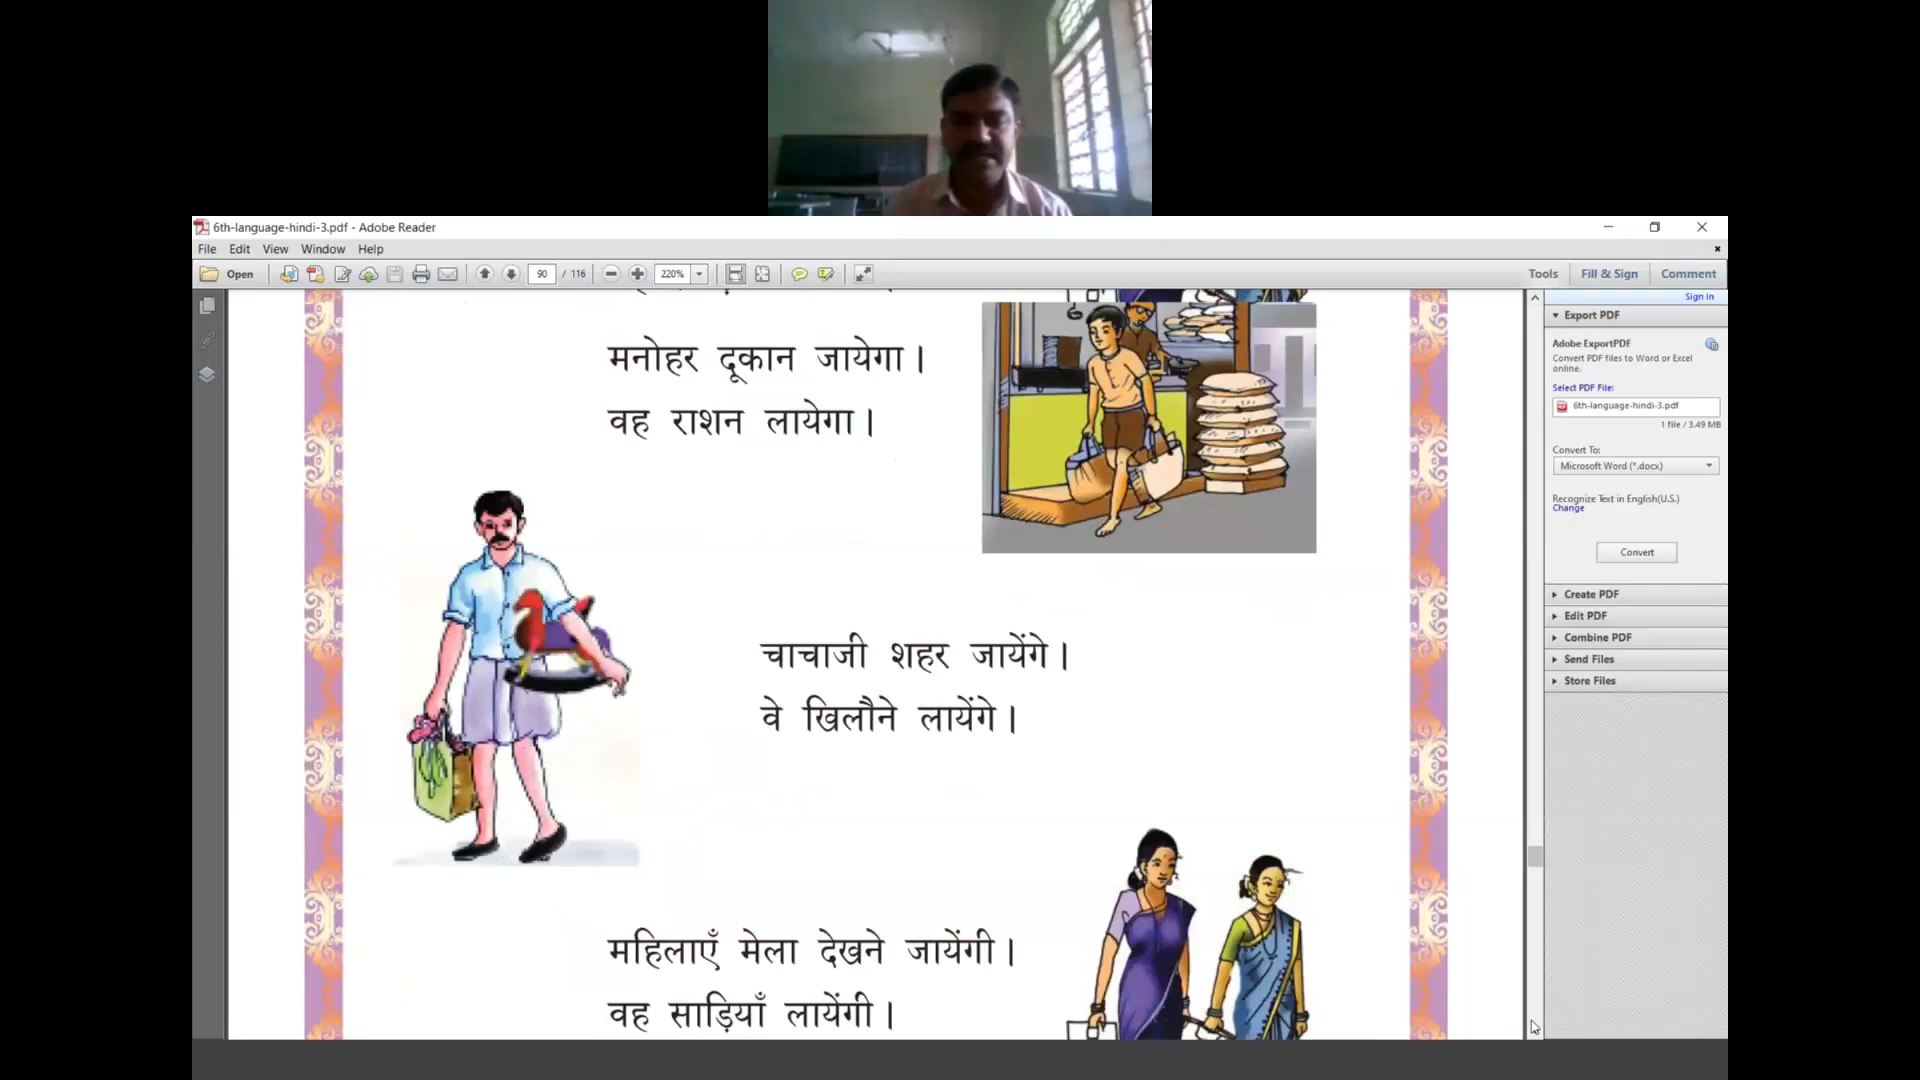 6th-language-hindi-3.pdf - Adobe Reader
File Edit View Window Help
Open 90 / 116 220% Tools Fill & Sign Comment
Sign In
Export PDF
Adobe ExportPDF
Convert PDF files to Word or Excel
online.
Select PDF File:
6th-language-hindi-3.pdf
1 file / 3.49 MB
Convert To:
Microsoft Word (*.docx)
Recognize Text in English(U.S.)
Change
Convert
Create PDF
Edit PDF
Combine PDF
Send Files
Store Files
मनोहर दूकान जायेगा।
वह राशन लायेगा।
चाचाजी शहर जायेंगे।
वे खिलौने लायेंगे।
महिलाएँ मेला देखने जायेंगी।
वह साड़ियाँ लायेंगी।